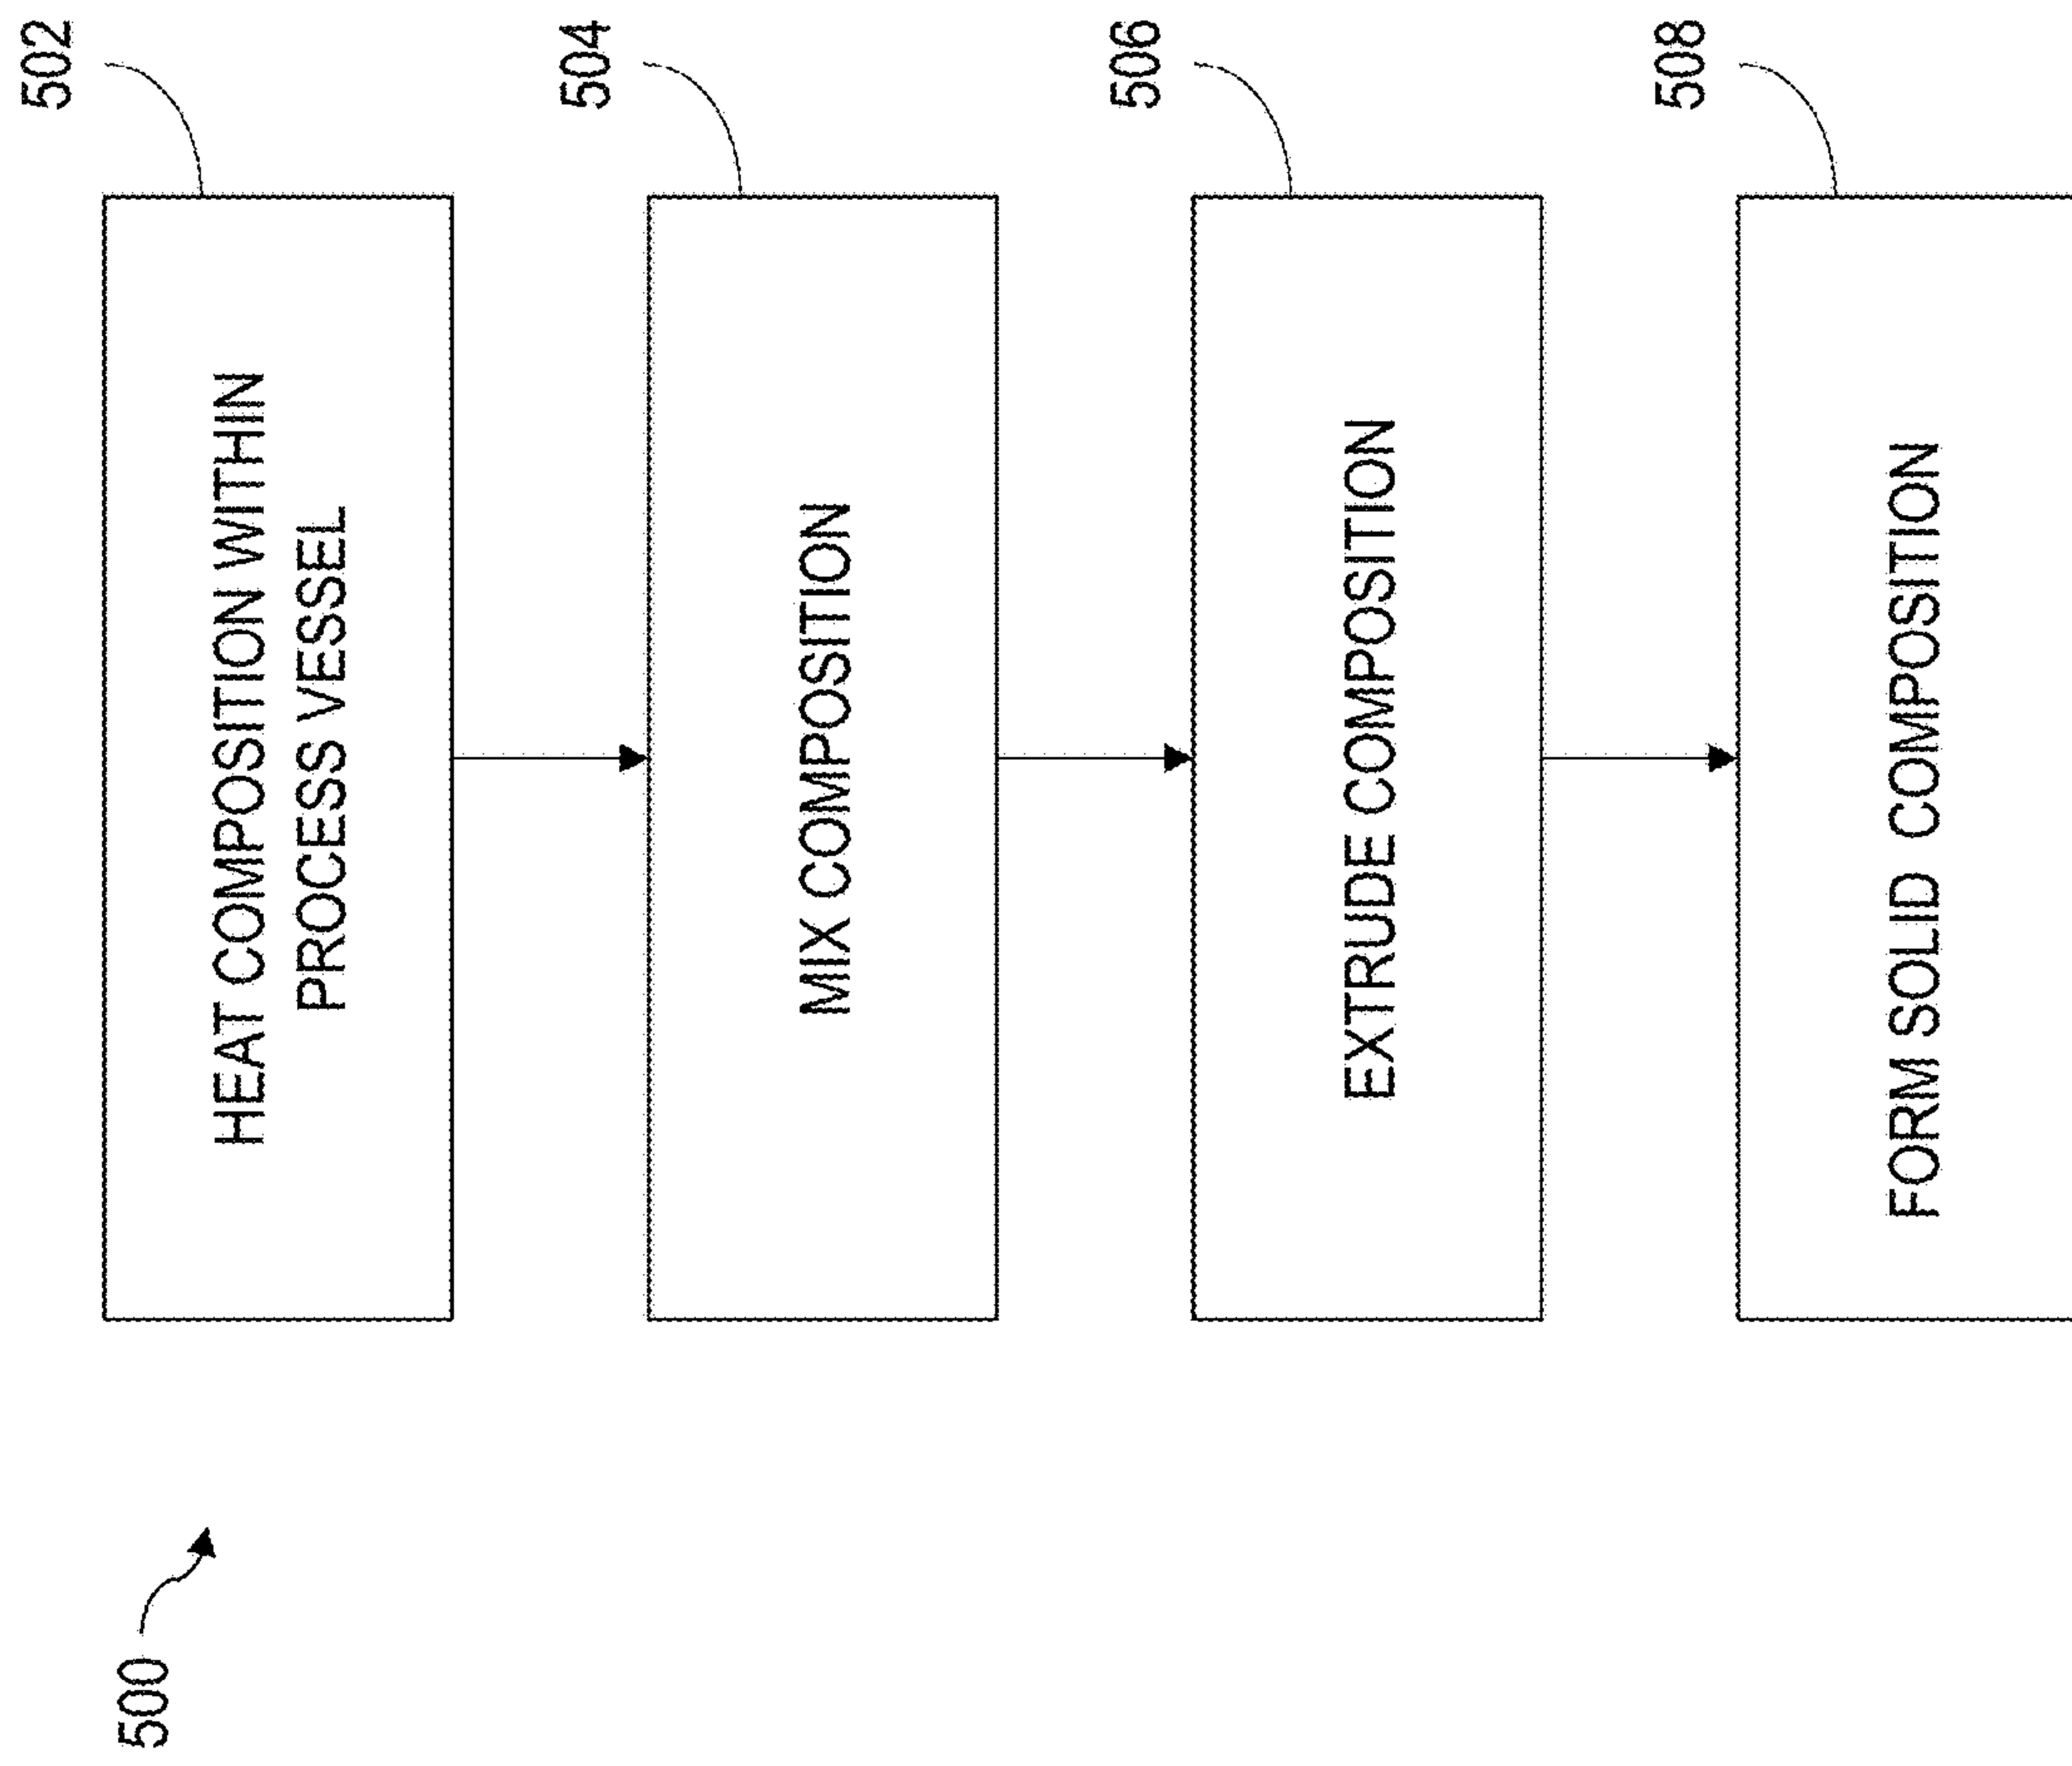 500
502
HEAT COMPOSITION WITHIN
PROCESS VESSEL
504
MIX COMPOSITION
506
EXTRUDE COMPOSITION
508
FORM SOLID COMPOSITION